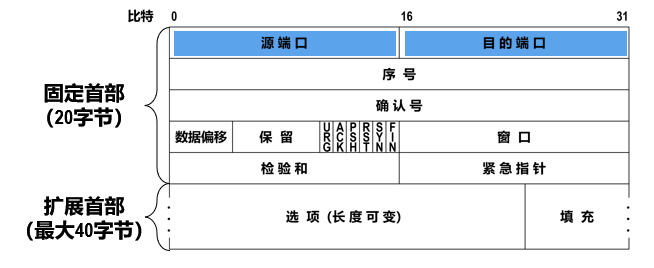 比特 0 16 31
源端口 目的端口
序号
确认号
数据偏移 保留 URG ACK PSH RST SYN FIN 窗口
检验和 紧急指针
选项 (长度可变) 填充
固定首部
(20字节)
扩展首部
(最大40字节)